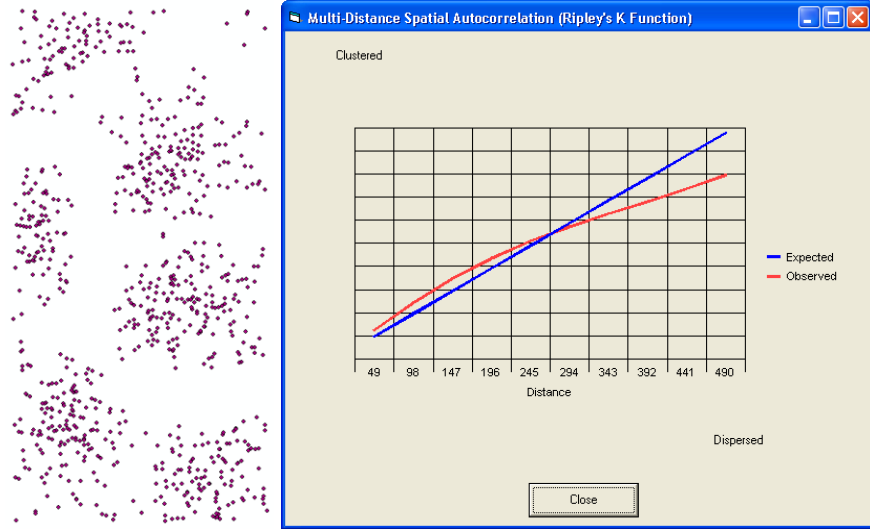 Multi-Distance Spatial Autocorrelation (Ripley's K Function)
Clustered
Expected
Observed
49 98 147 196 245 294 343 392 441 490
Distance
Dispersed
Close